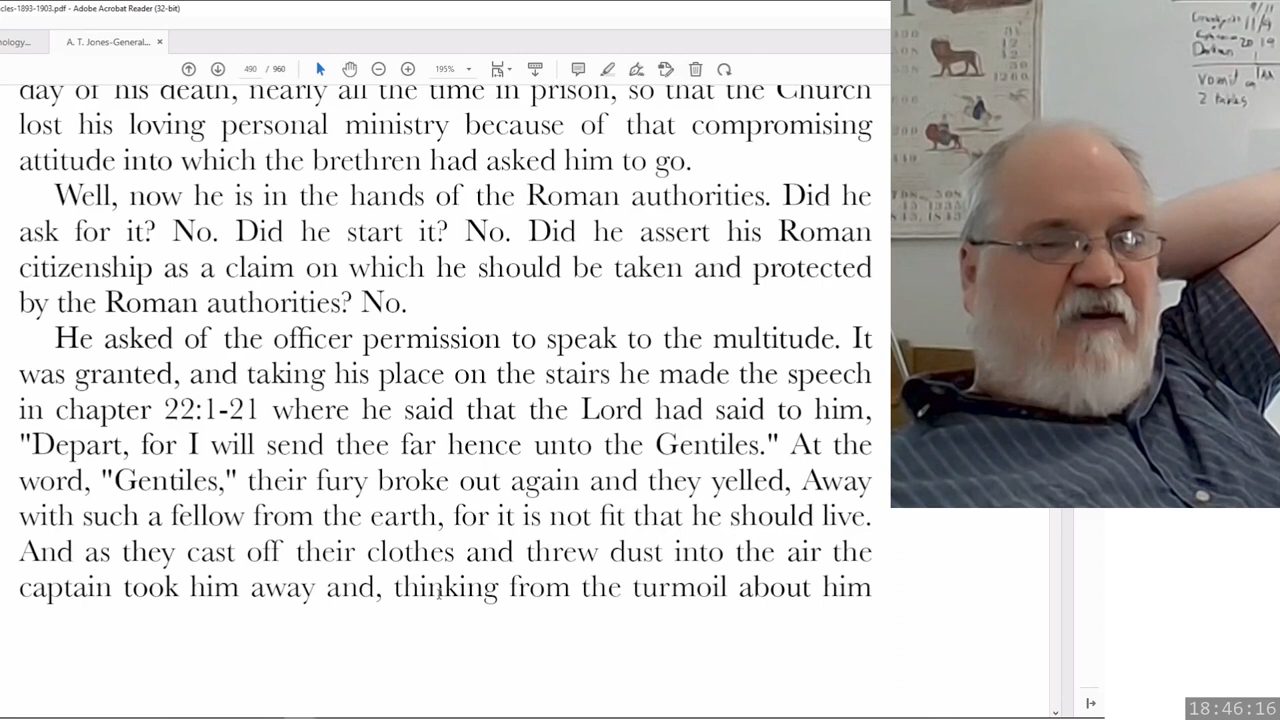 cles-1893-1903.pdf - Adobe Acrobat Reader (32-bit)
nology... A. T. Jones-General... ×
490 / 960 195%
day of his death, nearly all the time in prison, so that the Church
lost his loving personal ministry because of that compromising
attitude into which the brethren had asked him to go.
Well, now he is in the hands of the Roman authorities. Did he
ask for it? No. Did he start it? No. Did he assert his Roman
citizenship as a claim on which he should be taken and protected
by the Roman authorities? No.
He asked of the officer permission to speak to the multitude. It
was granted, and taking his place on the stairs he made the speech
in chapter 22:1-21 where he said that the Lord had said to him,
"Depart, for I will send thee far hence unto the Gentiles." At the
word, "Gentiles," their fury broke out again and they yelled, Away
with such a fellow from the earth, for it is not fit that he should live.
And as they cast off their clothes and threw dust into the air the
captain took him away and, thinking from the turmoil about him
1260
Vomit
2 tables
18:46:16